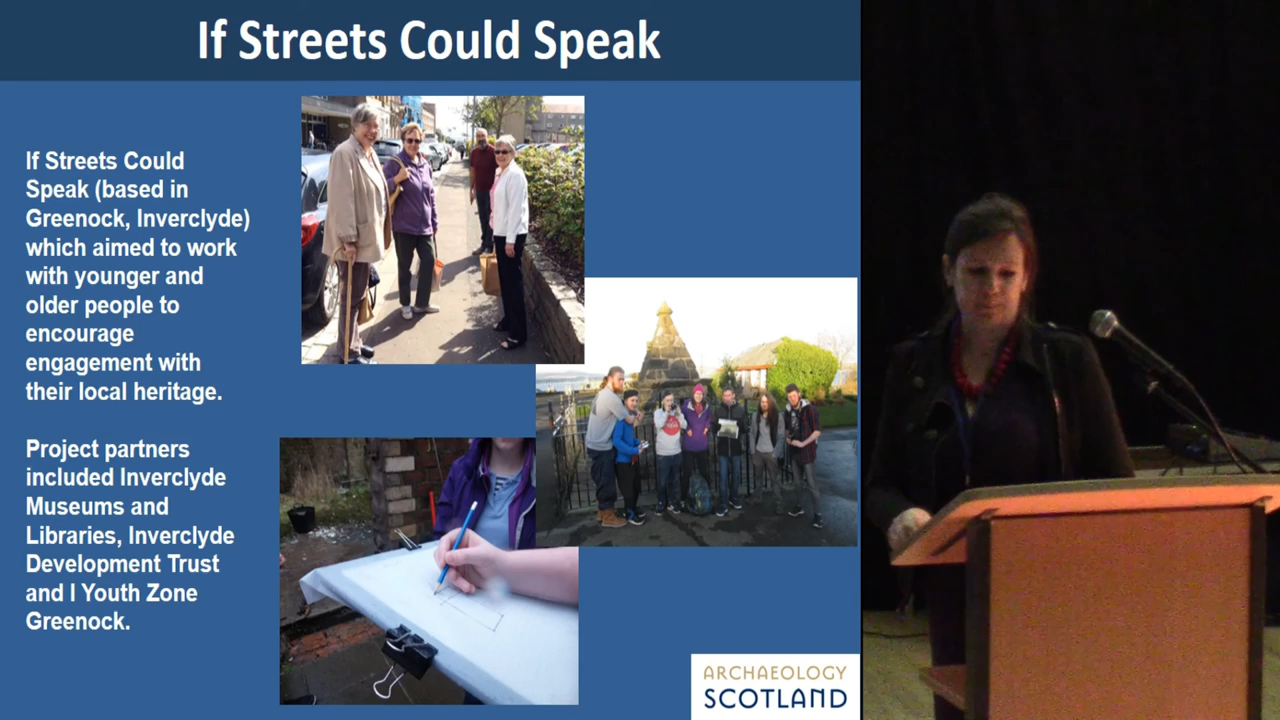 If Streets Could Speak
If Streets Could
Speak (based in
Greenock, Inverclyde)
which aimed to work
with younger and
older people to
encourage
engagement with
their local heritage.
Project partners
included Inverclyde
Museums and
Libraries, Inverclyde
Development Trust
and I Youth Zone
Greenock.
ARCHAEOLOGY
SCOTLAND